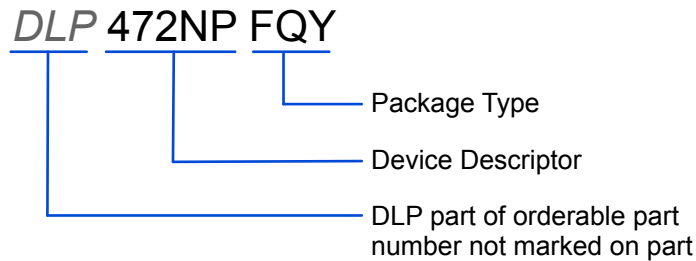 DLP 472NP FQY
Package Type
Device Descriptor
DLP part of orderable part
number not marked on part